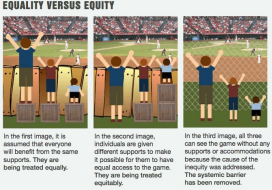 EQUALITY VERSUS EQUITY
In the first image, it is
assumed that everyone
will benefit from the same
supports. They are
being treated equally.
In the second image,
individuals are given
different supports to make
it possible for them to have
equal access to the game.
They are being treated
equitably.
In the third image, all three
can see the game without any
supports or accommodations
because the cause of the
inequity was addressed.
The systemic barrier
has been removed.